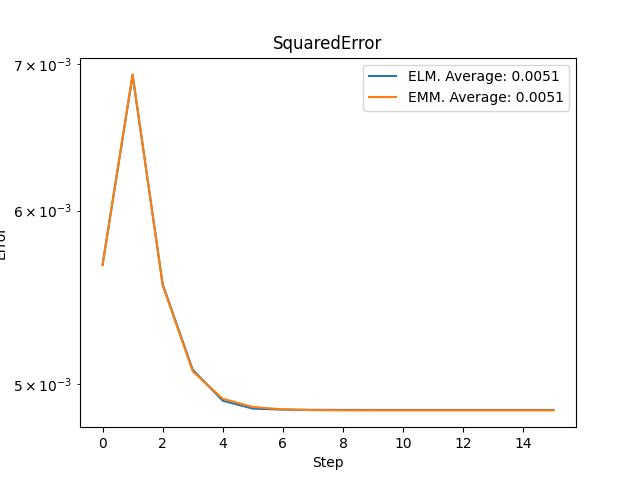 SquaredError
7 × 10⁻³
6 × 10⁻³
5 × 10⁻³
ELM. Average: 0.0051
EMM. Average: 0.0051
0 2 4 6 8 10 12 14
Step